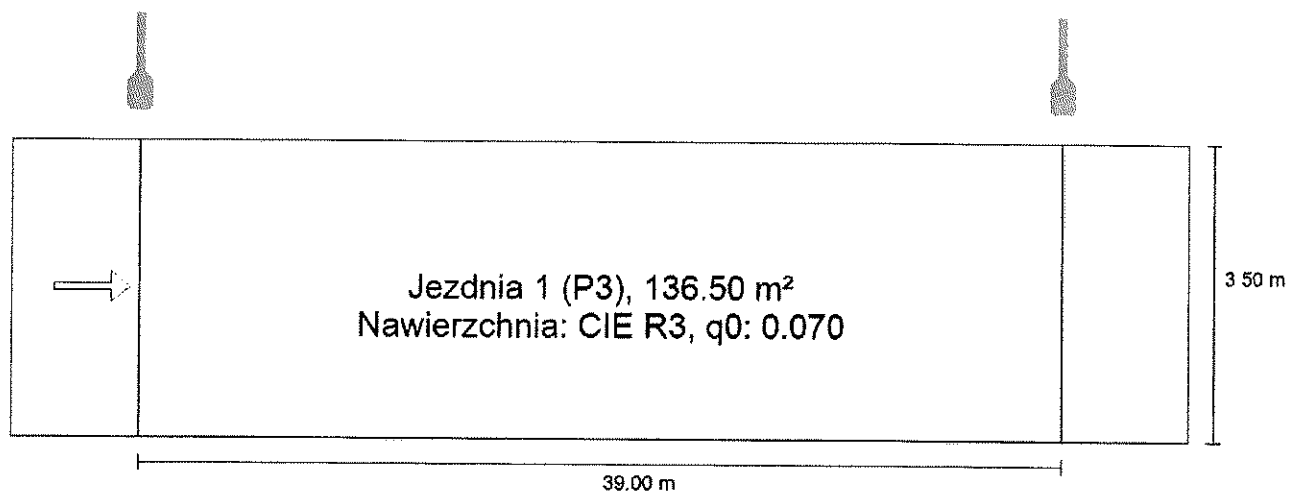 Jezdnia 1 (P3), 136.50 m²
Nawierzchnia: CIE R3, q0: 0.070
3 50 m
39.00 m